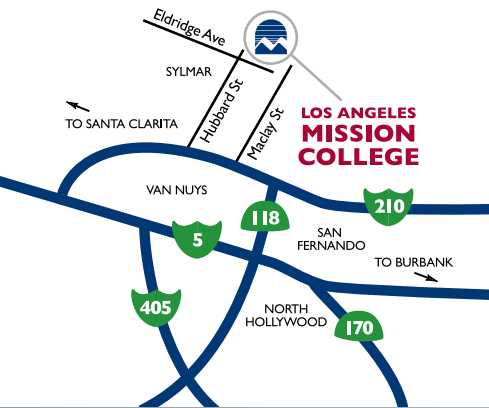 Eldridge Ave
SYLMAR
Hubbard St
Maclay St
LOS ANGELES
MISSION
COLLEGE
TO SANTA CLARITA
VAN NUYS
118
210
5
SAN
FERNANDO
TO BURBANK
405
NORTH
HOLLYWOOD
170